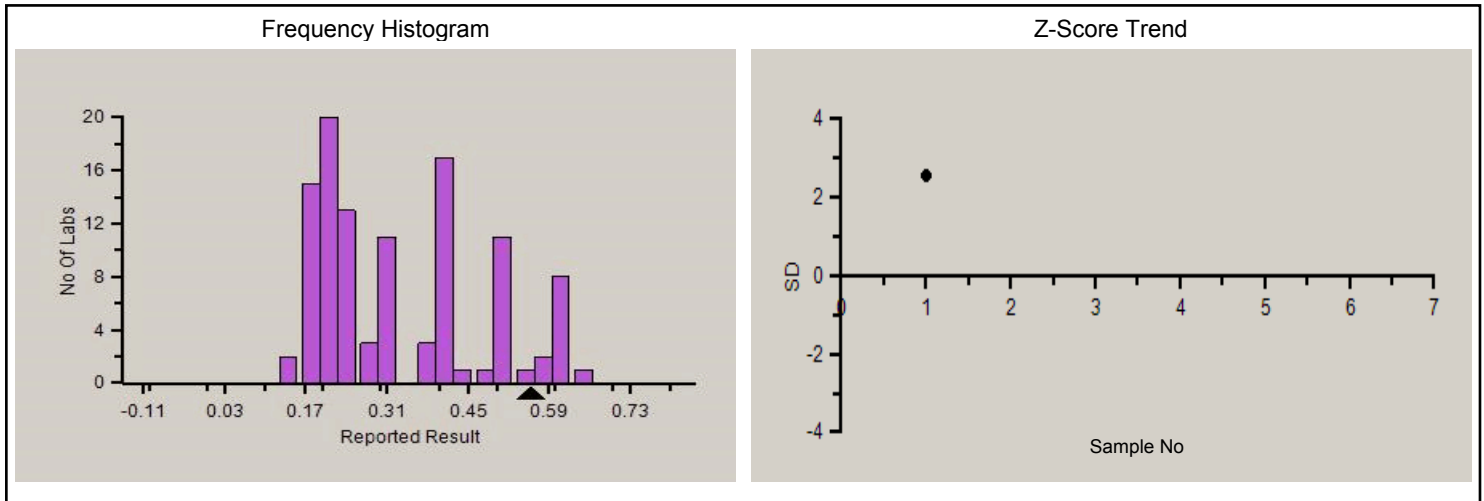 Frequency Histogram
20
16
12
8
4
0
No Of Labs
-0.11 0.03 0.17 0.31 0.45 0.59 0.73
Reported Result
Z-Score Trend
4
2
0
-2
-4
SD
0 1 2 3 4 5 6 7
Sample No